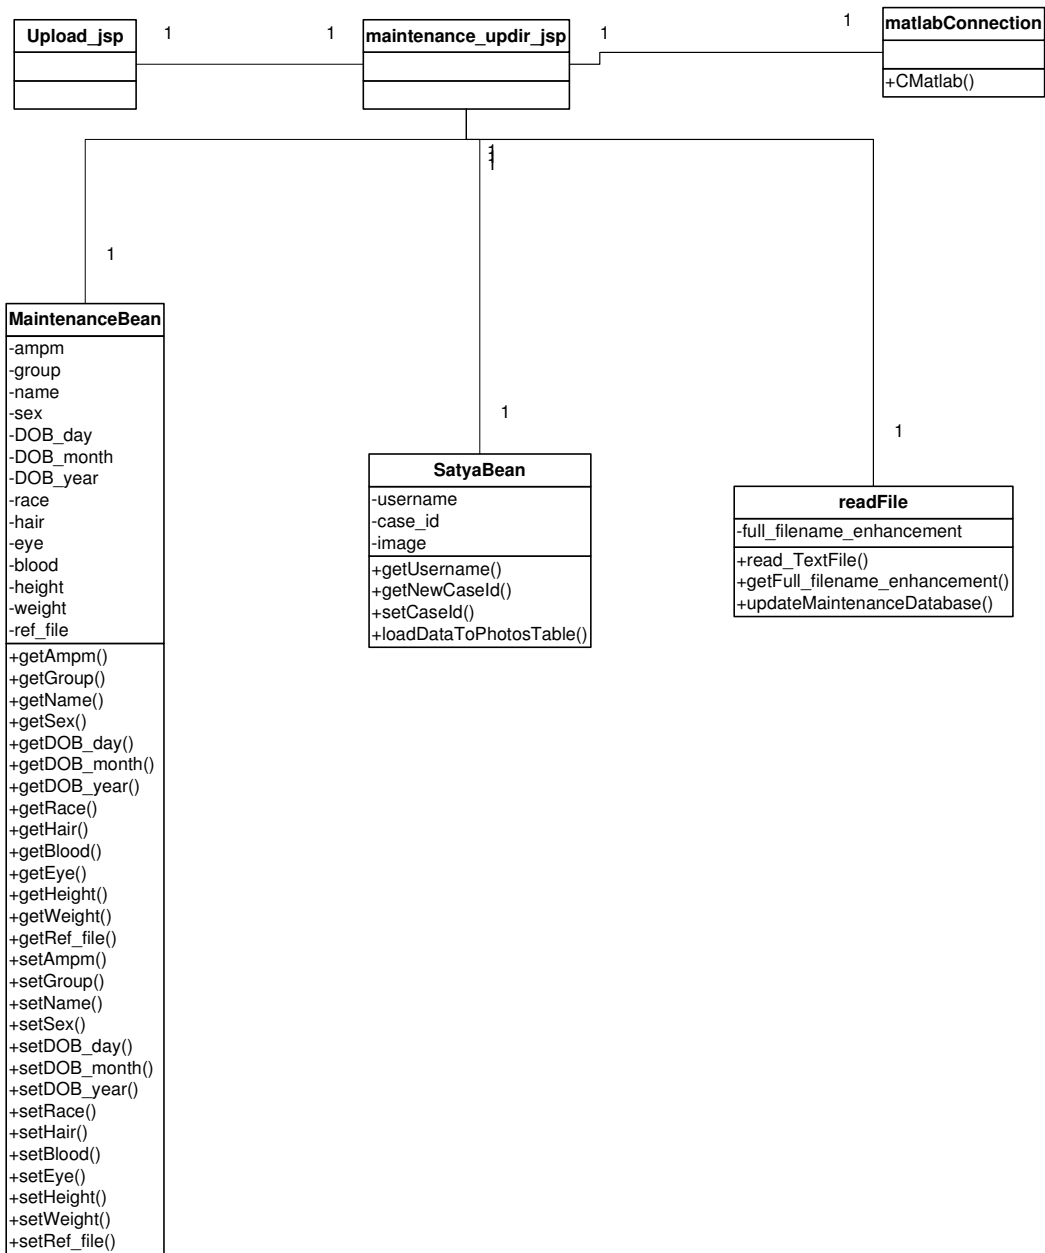 Upload_jsp
1
1
maintenance_updir_jsp
1
1
matlabConnection
+CMatlab()
1
1
1
1
MaintenanceBean
-ampm
-group
-name
-sex
-DOB_day
-DOB_month
-DOB_year
-race
-hair
-eye
-blood
-height
-weight
-ref_file
+getAmpm()
+getGroup()
+getName()
+getSex()
+getDOB_day()
+getDOB_month()
+getDOB_year()
+getRace()
+getHair()
+getBlood()
+getEye()
+getHeight()
+getWeight()
+getRef_file()
+setAmpm()
+setGroup()
+setName()
+setSex()
+setDOB_day()
+setDOB_month()
+setDOB_year()
+setRace()
+setHair()
+setBlood()
+setEye()
+setHeight()
+setWeight()
+setRef_file()
1
SatyaBean
-username
-case_id
-image
+getUsername()
+getNewCaseId()
+setCaseId()
+loadDataToPhotosTable()
1
readFile
-full_filename_enhancement
+read_TextFile()
+getFull_filename_enhancement()
+updateMaintenanceDatabase()